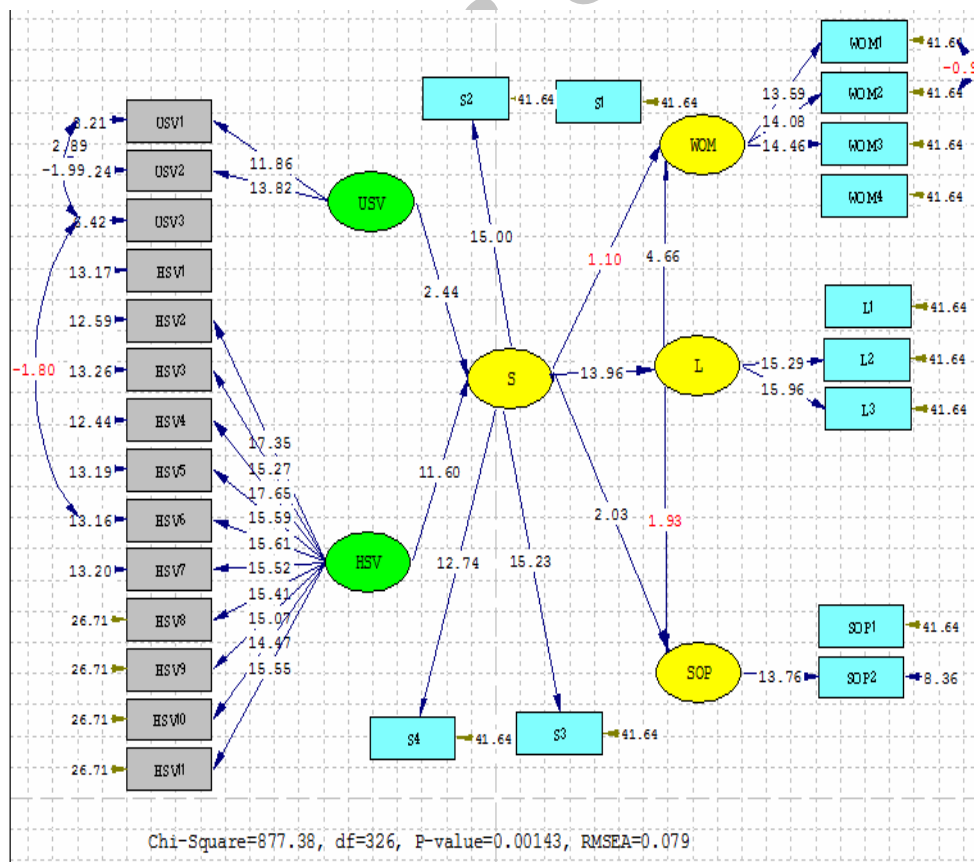 WOM1 41.64
S2 41.64 S1 41.64
13.59
WOM2 41.64
USV1
14.08
2.89
11.86
WOM
14.46 WOM3 41.64
-1.99 .24 USV2
13.82
USV
WOM4 41.64
USV3
15.00
1.10 4.66
13.17 HSV1
2.44
12.59 HSV2
L1 41.64
-1.80 13.26 HSV3
S
13.96
L
15.29 L2 41.64
15.96
12.44 HSV4
L3 41.64
17.35
13.19 HSV5
15.27
11.60
17.65
13.16 HSV6
15.59
2.03 1.93
15.61
HSV
12.74 15.23
13.20 HSV7
15.52
15.41
26.71 HSV8
15.07
SOP1 41.64
14.47
26.71 HSV9
15.55
SOP
13.76 SOP2 8.36
26.71 HSV10
S4 41.64 S3 41.64
26.71 HSV11
Chi-Square=877.38, df=326, P-value=0.00143, RMSEA=0.079